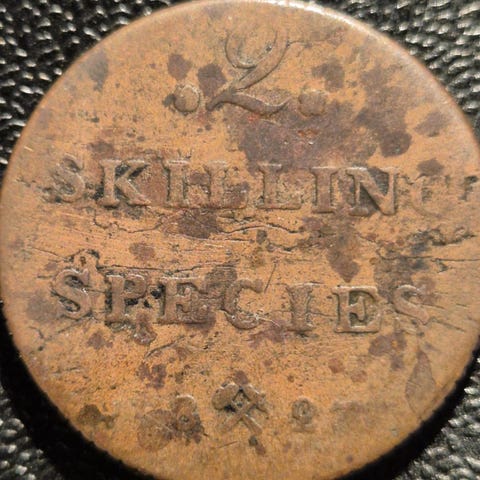 .2.
SKILLING
SPECIES